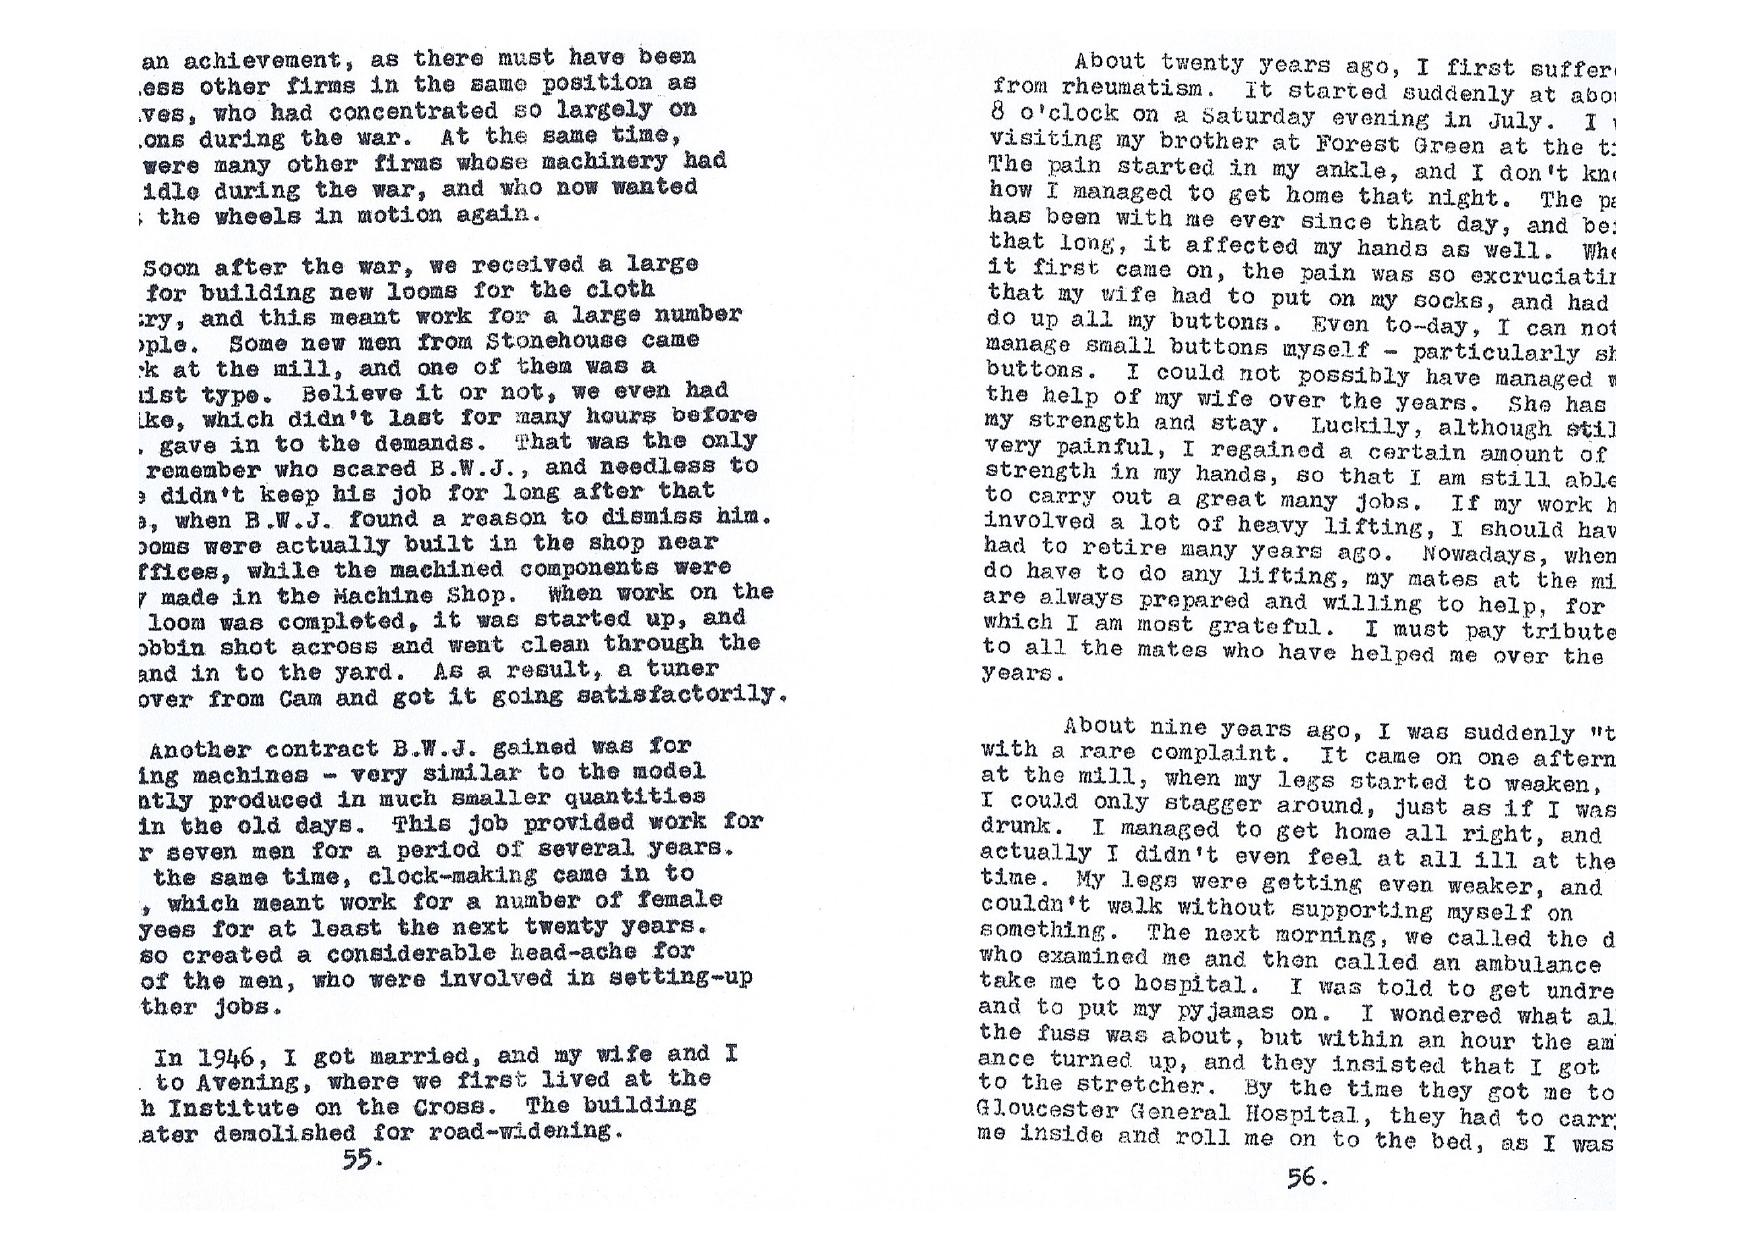 an achievement, as there must have been
ess other firms in the same position as
ves, who had concentrated so largely on
ons during the war. At the same time,
were many other firms whose machinery had
idle during the war, and who now wanted
the wheels in motion again.
Soon after the war, we received a large
for building new looms for the cloth
ry, and this meant work for a large number
ple. Some new men from Stonehouse came
k at the mill, and one of them was a
ist type. Believe it or not, we even had
ke, which didn't last for many hours before
gave in to the demands. That was the only
remember who scared B.W.J., and needless to
didn't keep his job for long after that
, when B.W.J. found a reason to dismiss him.
ooms were actually built in the shop near
ffices, while the machined components were
y made in the Machine Shop. When work on the
loom was completed, it was started up, and
obbin shot across and went clean through the
and in to the yard. As a result, a tuner
over from Cam and got it going satisfactorily.
Another contract B.W.J. gained was for
ing machines - very similar to the model
ntly produced in much smaller quantities
in the old days. This job provided work for
r seven men for a period of several years.
the same time, clock-making came in to
, which meant work for a number of female
yees for at least the next twenty years.
so created a considerable head-ache for
of the men, who were involved in setting-up
ther jobs.
In 1946, I got married, and my wife and I
to Avening, where we first lived at the
h Institute on the Cross. The building
ater demolished for road-widening.
55.
About twenty years ago, I first suffer
from rheumatism. It started suddenly at abo
8 o'clock on a Saturday evening in July. I
visiting my brother at Forest Green at the t
The pain started in my ankle, and I don't kn
how I managed to get home that night. The pa
has been with me ever since that day, and be
that long, it affected my hands as well. Whe
it first came on, the pain was so excruciatin
that my wife had to put on my socks, and had
do up all my buttons. Even to-day, I can not
manage small buttons myself - particularly sh
buttons. I could not possibly have managed w
the help of my wife over the years. She has
my strength and stay. Luckily, although stil
very painful, I regained a certain amount of
strength in my hands, so that I am still able
to carry out a great many jobs. If my work h
involved a lot of heavy lifting, I should hav
had to retire many years ago. Nowadays, when
do have to do any lifting, my mates at the mi
are always prepared and willing to help, for
which I am most grateful. I must pay tribute
to all the mates who have helped me over the
years.
About nine years ago, I was suddenly "t
with a rare complaint. It came on one aftern
at the mill, when my legs started to weaken,
I could only stagger around, just as if I was
drunk. I managed to get home all right, and
actually I didn't even feel at all ill at the
time. My legs were getting even weaker, and
couldn't walk without supporting myself on
something. The next morning, we called the d
who examined me and then called an ambulance
take me to hospital. I was told to get undre
and to put my pyjamas on. I wondered what al
the fuss was about, but within an hour the am
ance turned up, and they insisted that I got
to the stretcher. By the time they got me to
Gloucester General Hospital, they had to carr
me inside and roll me on to the bed, as I was
56.